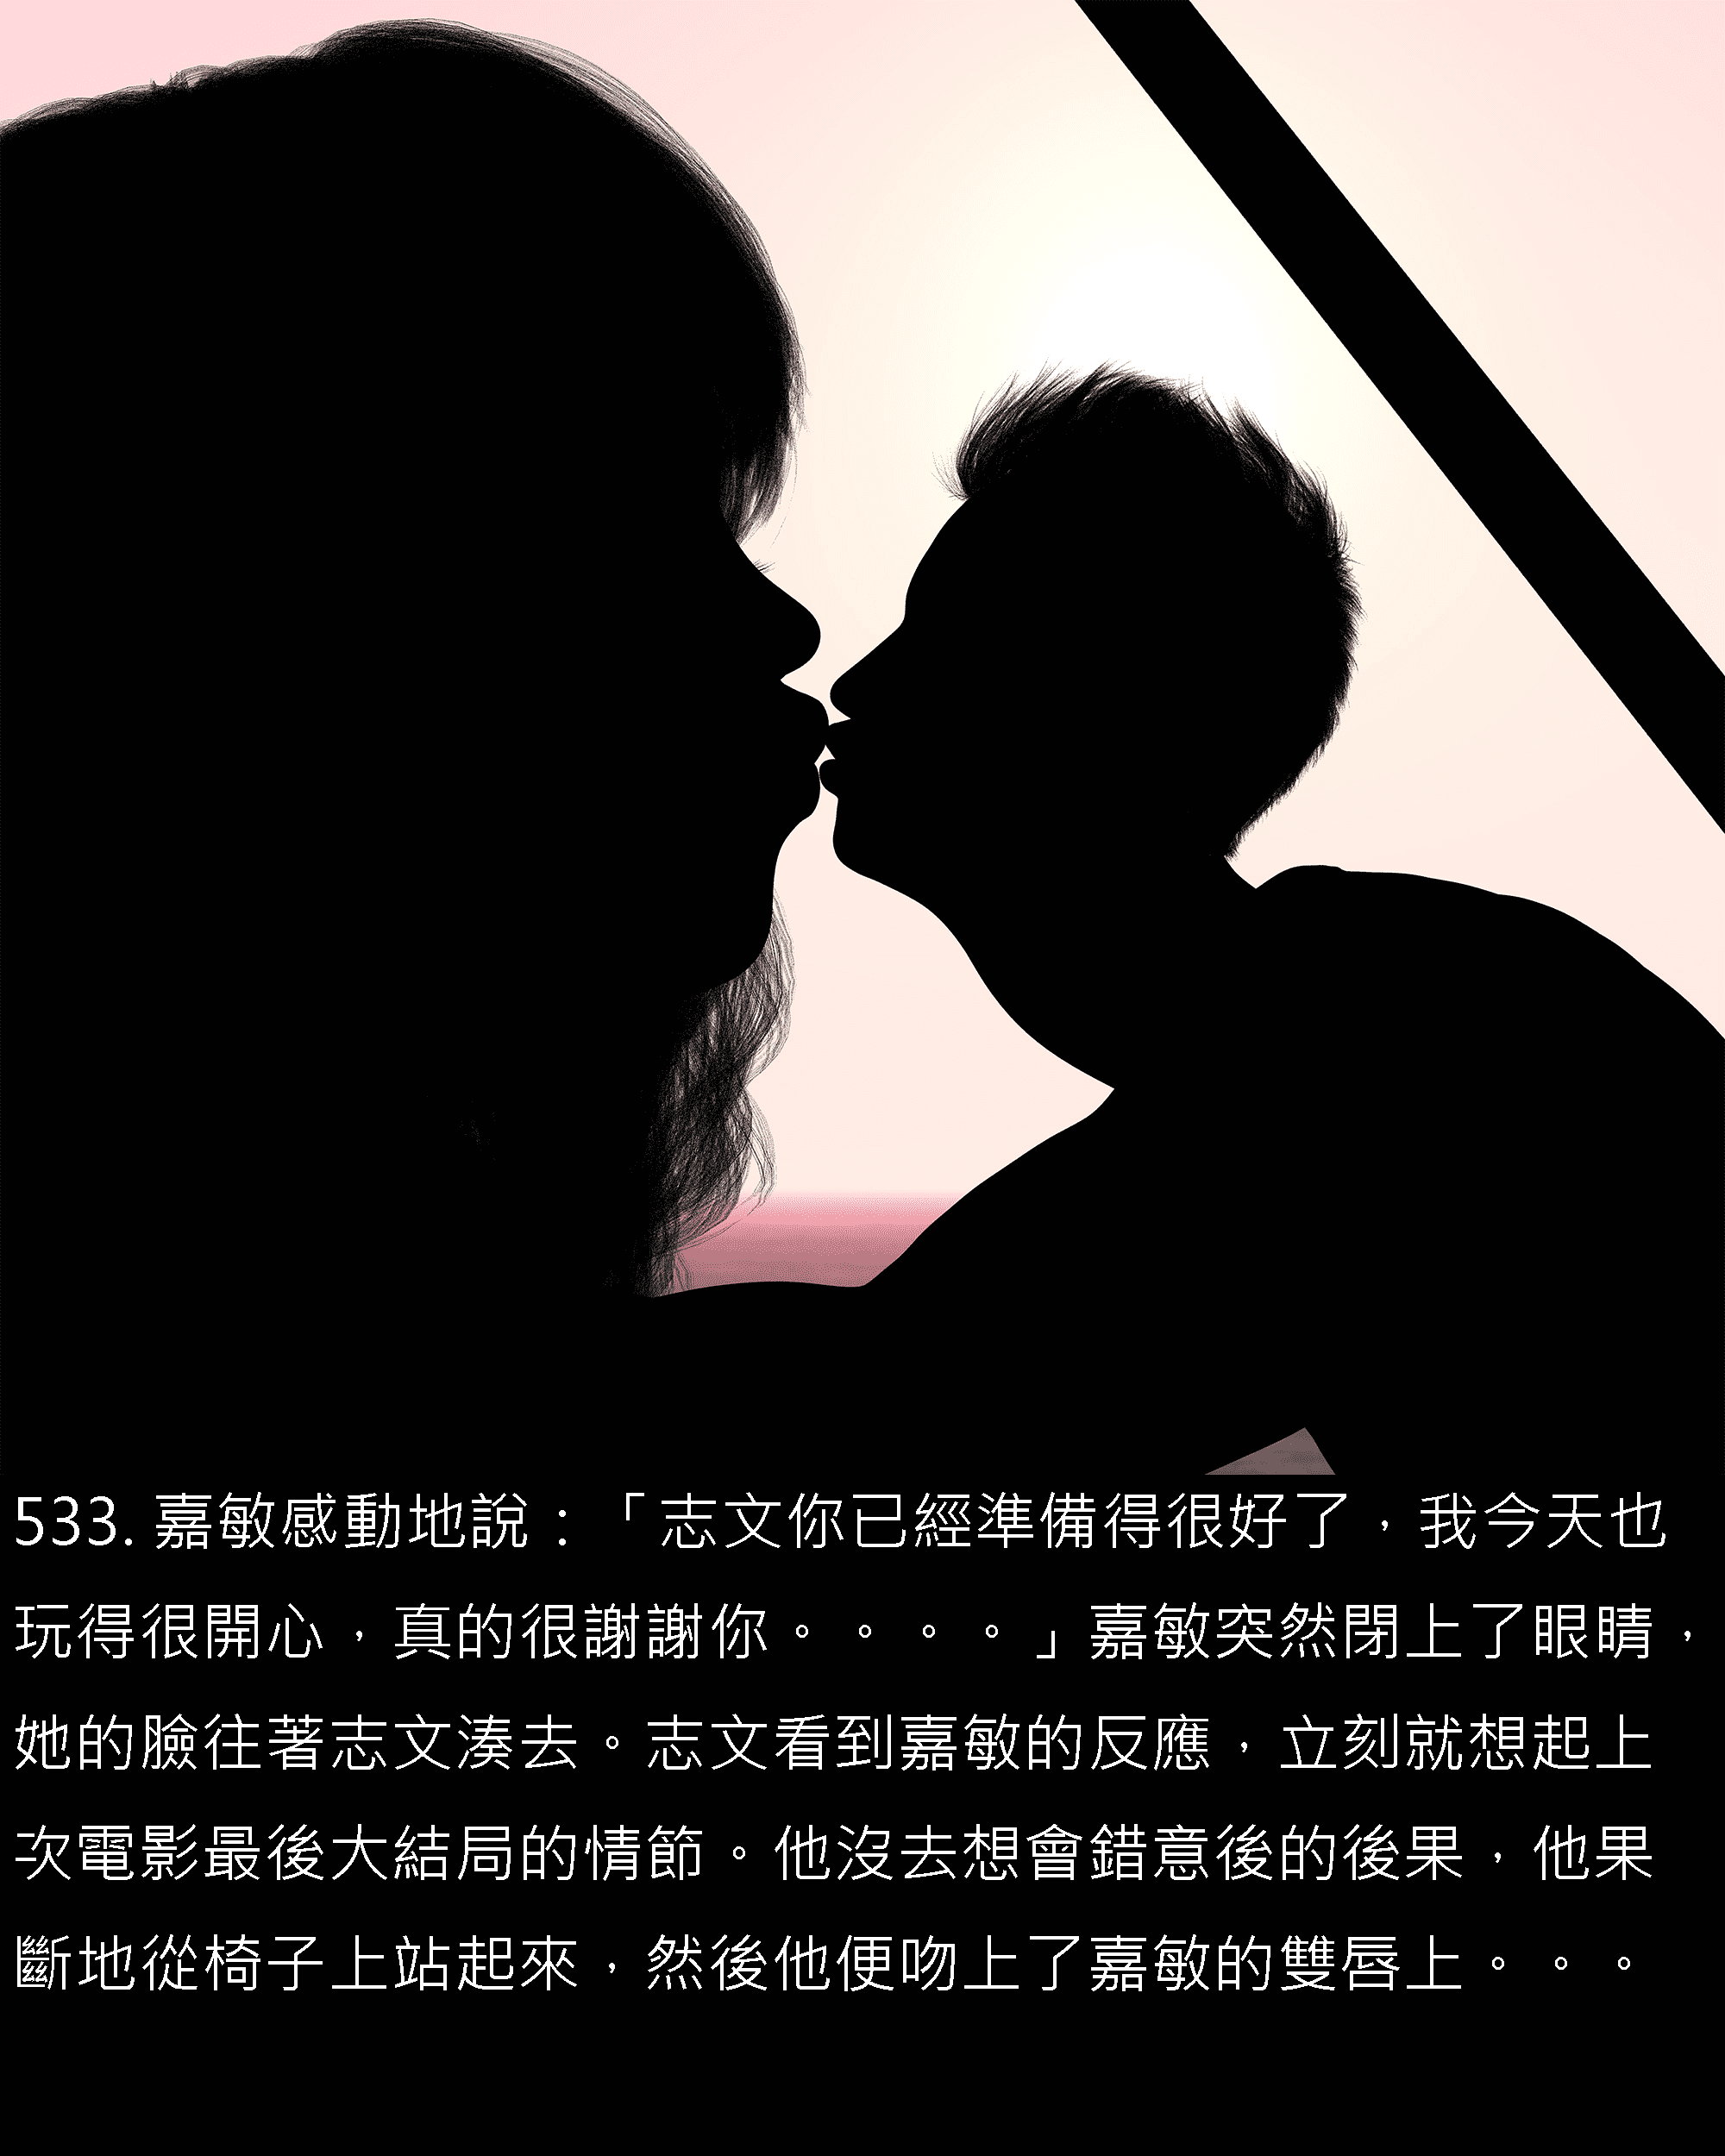 533. 嘉敏感動地說：「志文你已經準備得很好了，我今天也
玩得很開心，真的很謝謝你。。。。」嘉敏突然閉上了眼睛，
她的臉往著志文湊去。志文看到嘉敏的反應，立刻就想起上
次電影最後大結局的情節。他沒去想會錯意後的後果，他果
斷地從椅子上站起來，然後他便吻上了嘉敏的雙唇上。。。